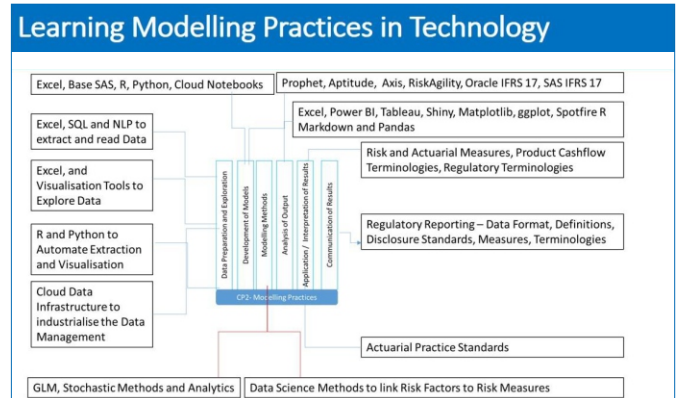 Learning Modelling Practices in Technology
Excel, Base SAS, R, Python, Cloud Notebooks
Prophet, Aptitude, Axis, RiskAgility, Oracle IFRS 17, SAS IFRS 17
Excel, SQL and NLP to
extract and read Data
Excel, Power BI, Tableau, Shiny, Matplotlib, ggplot, Spotfire R
Markdown and Pandas
Excel, and
Visualisation Tools to
Explore Data
Risk and Actuarial Measures, Product Cashflow
Terminologies, Regulatory Terminologies
R and Python to
Automate Extraction
and Visualisation
Regulatory Reporting – Data Format, Definitions,
Disclosure Standards, Measures, Terminologies
Cloud Data
Infrastructure to
industrialise the Data
Management
Data Preparation and Exploration
Development of Models
Modelling Methods
Analysis of Output
Application / Interpretation of Results
Communication of Results
CP2- Modelling Practices
Actuarial Practice Standards
GLM, Stochastic Methods and Analytics
Data Science Methods to link Risk Factors to Risk Measures